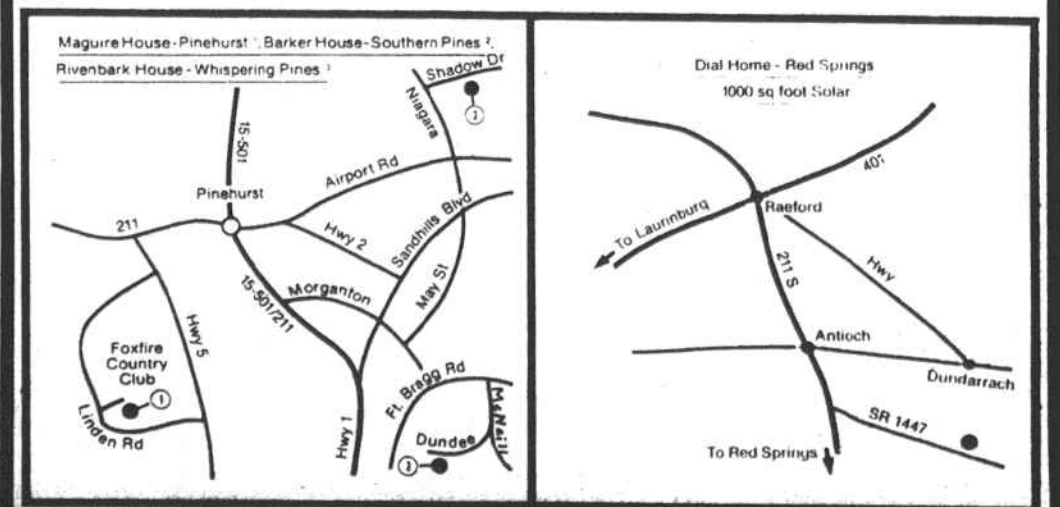 Maguire House-Pinehurst ¹, Barker House-Southern Pines ²,
Rivenbark House - Whispering Pines ³
Shadow Dr
Niagara
15-501
Airport Rd
Pinehurst
211
Hwy 2
Sandhills Blvd
May St
Morganton
15-501/211
Hwy 5
Foxfire
Country
Club
1
Linden Rd
Ft. Bragg Rd
McNeill
Hwy 1
Dundee
Dial Home - Red Springs
1000 sq foot Solar
401
Raeford
To Laurinburg
211 S
Hwy
Antioch
Dundarrach
SR 1447
To Red Springs